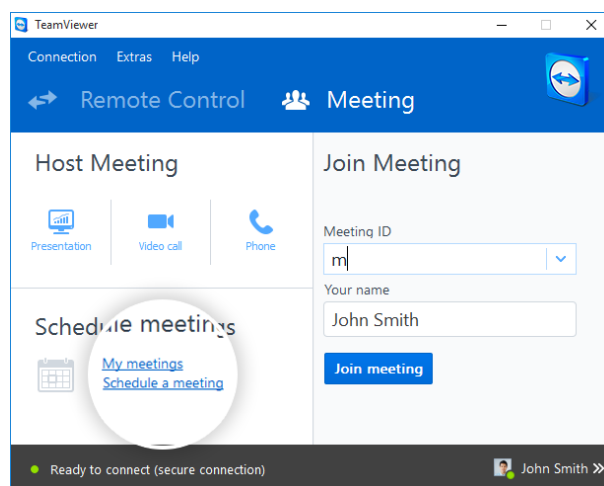 TeamViewer
Connection Extras Help
Remote Control Meeting
Host Meeting
Presentation Video call Phone
Schedule meetings
My meetings
Schedule a meeting
Join Meeting
Meeting ID
m
Your name
John Smith
Join meeting
Ready to connect (secure connection)
John Smith